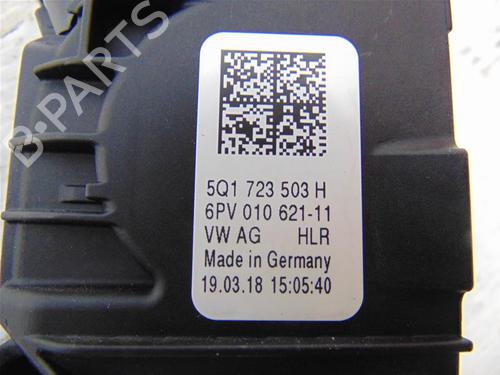 B-PARTS
5Q1 723 503 H
6PV 010 621-11
VW AG HLR
Made in Germany
19.03.18 15:05:40